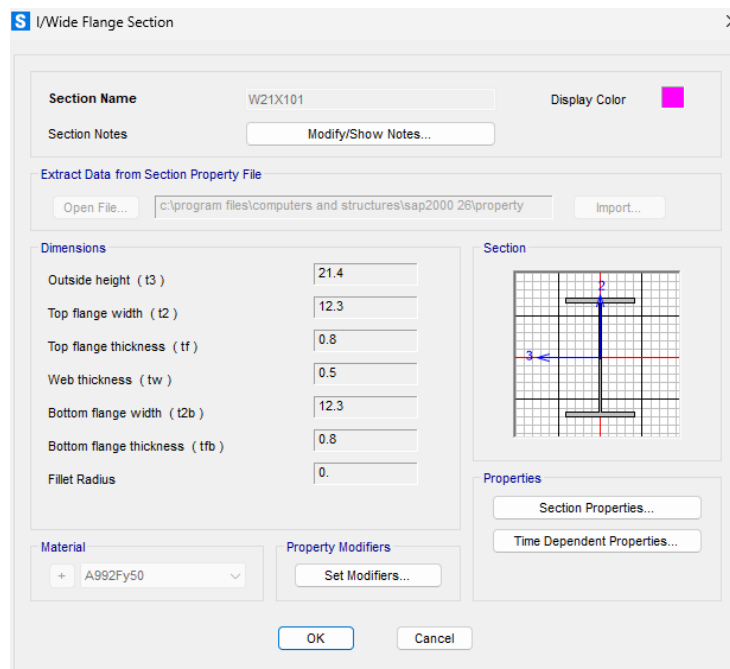 S I/Wide Flange Section
Section Name W21X101 Display Color
Section Notes Modify/Show Notes...
Extract Data from Section Property File
Open File... c:\program files\computers and structures\sap2000 26\property Import...
Dimensions
Outside height ( t3 ) 21.4
Top flange width ( t2 ) 12.3
Top flange thickness ( tf ) 0.8
Web thickness ( tw ) 0.5
Bottom flange width ( t2b ) 12.3
Bottom flange thickness ( tfb ) 0.8
Fillet Radius 0.
Section
2
3
Properties
Section Properties...
Time Dependent Properties...
Material
+ A992Fy50
Property Modifiers
Set Modifiers...
OK Cancel